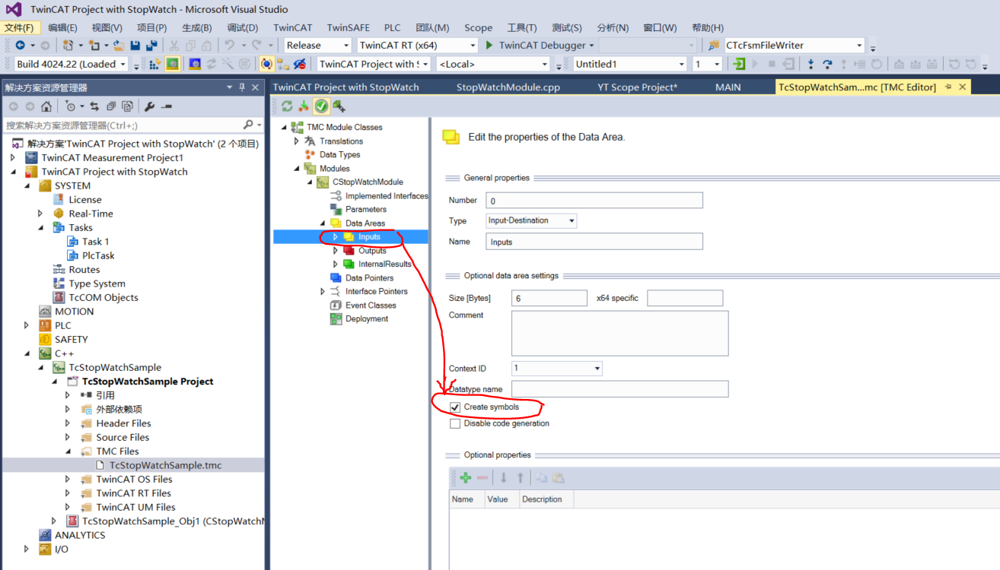 TwinCAT Project with StopWatch - Microsoft Visual Studio
文件(F) 编辑(E) 视图(V) 项目(P) 生成(B) 调试(D) TwinCAT TwinSAFE PLC 团队(M) Scope 工具(T) 测试(S) 分析(N) 窗口(W) 帮助(H)
Release TwinCAT RT (x64) TwinCAT Debugger CTcFsmFileWriter
Build 4024.22 (Loaded TwinCAT Project with S <Local> Untitled1 1
解决方案资源管理器
搜索解决方案资源管理器(Ctrl+;)
解决方案'TwinCAT Project with StopWatch' (2 个项目)
TwinCAT Measurement Project1
TwinCAT Project with StopWatch
SYSTEM
License
Real-Time
Tasks
Task 1
PlcTask
Routes
Type System
TcCOM Objects
MOTION
PLC
SAFETY
C++
TcStopWatchSample
TcStopWatchSample Project
引用
外部依赖项
Header Files
Source Files
TMC Files
TcStopWatchSample.tmc
TwinCAT OS Files
TwinCAT RT Files
TwinCAT UM Files
TcStopWatchSample_Obj1 (CStopWatchM
ANALYTICS
I/O
TwinCAT Project with StopWatch StopWatchModule.cpp YT Scope Project* MAIN TcStopWatchSam...mc [TMC Editor]
TMC Module Classes
Translations
Data Types
Modules
CStopWatchModule
Implemented Interfaces
Parameters
Data Areas
Inputs
Outputs
InternalResults
Data Pointers
Interface Pointers
Event Classes
Deployment
Edit the properties of the Data Area.
General properties
Number 0
Type Input-Destination
Name Inputs
Optional data area settings
Size [Bytes] 6 x64 specific
Comment
Context ID 1
Datatype name
Create symbols
Disable code generation
Optional properties
Name Value Description